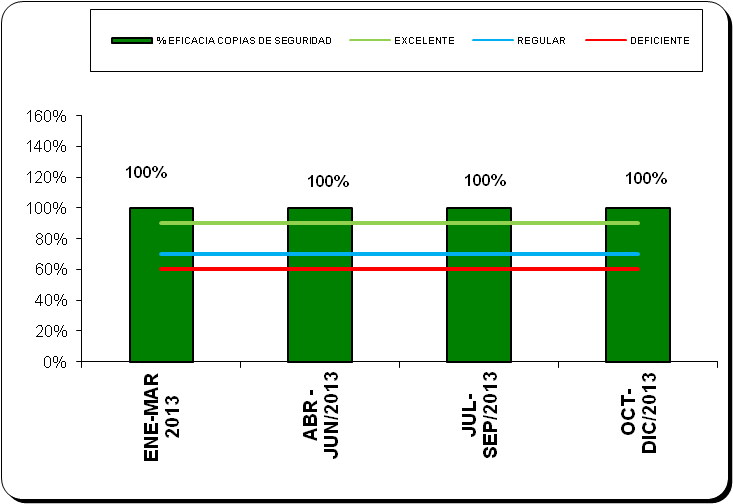 % EFICACIA COPIAS DE SEGURIDAD EXCELENTE REGULAR DEFICIENTE
160%
140%
120%
100%
80%
60%
40%
20%
0%
100% 100% 100% 100%
ENE-MAR
2013
ABR -
JUN/2013
JUL-
SEP/2013
OCT-
DIC/2013